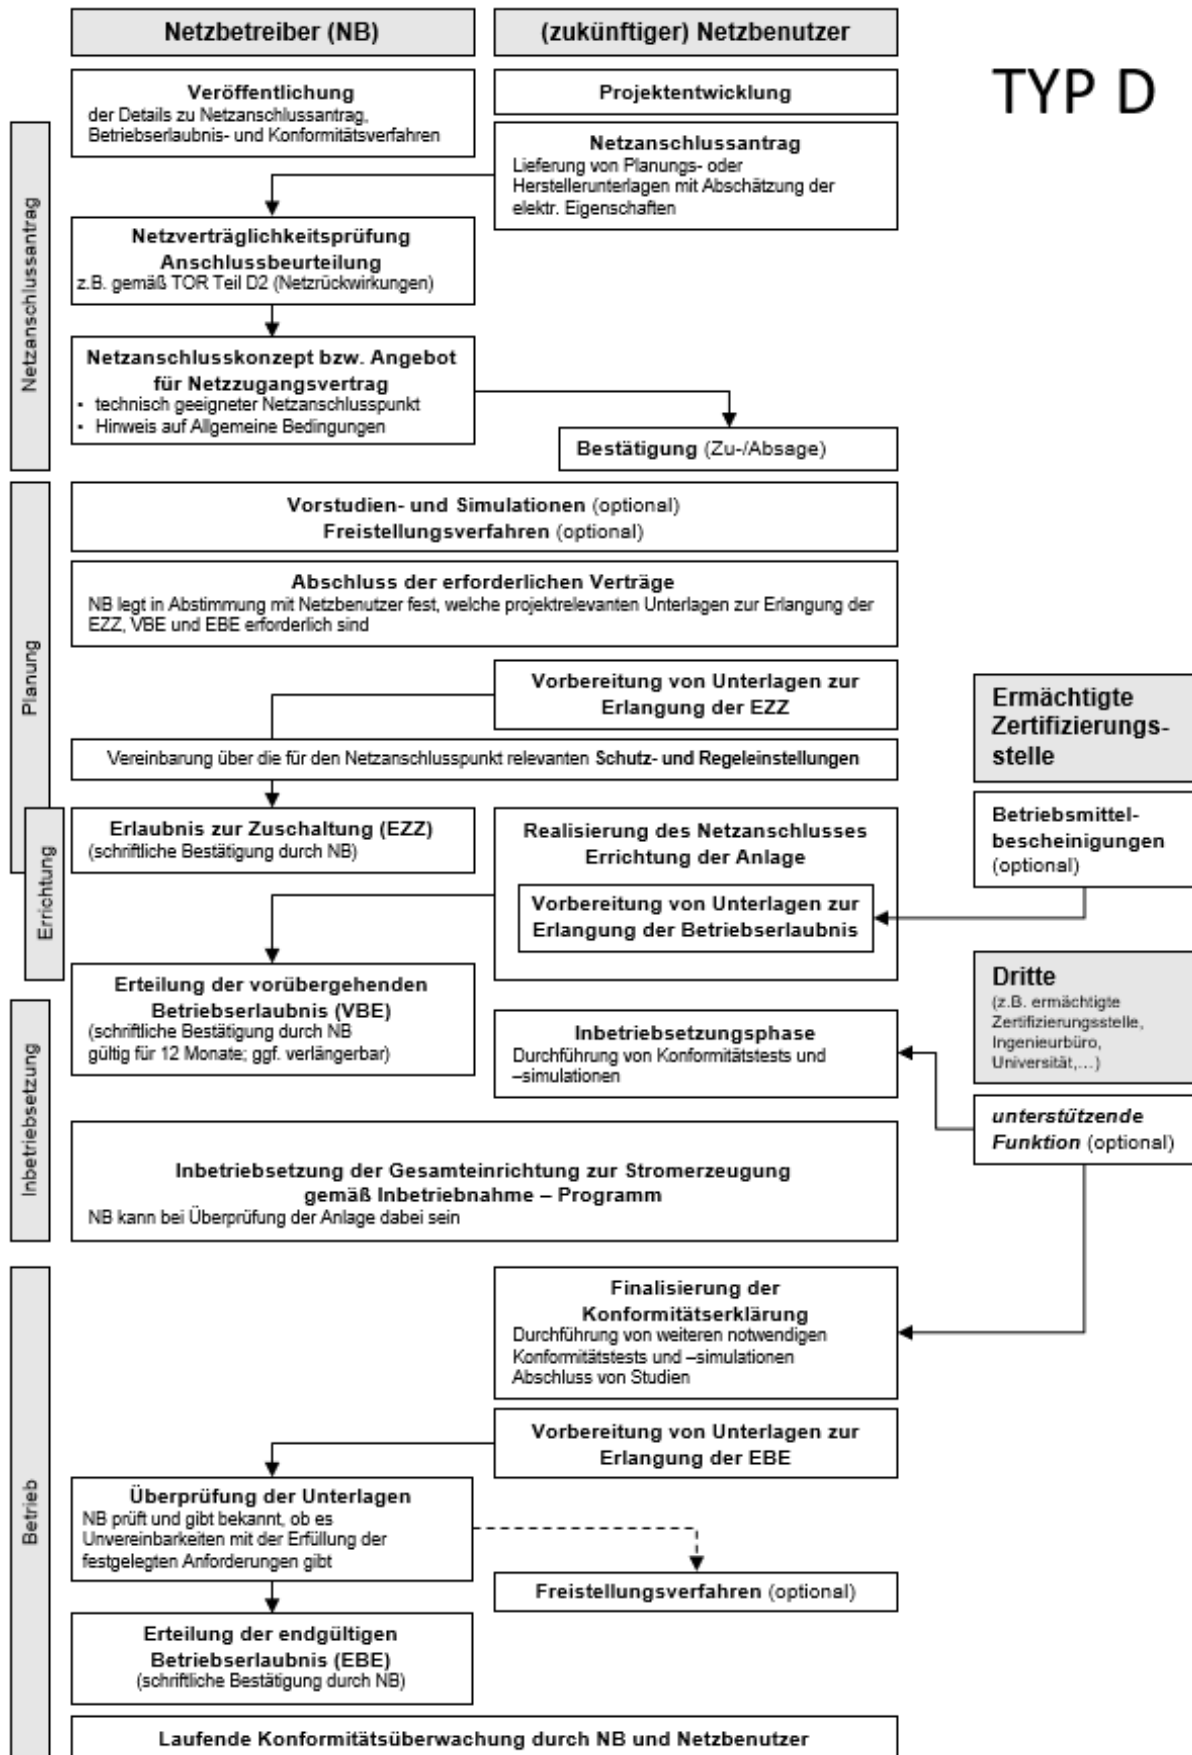 Netzbetreiber (NB)
(zukünftiger) Netzbenutzer
TYP D
Veröffentlichung
der Details zu Netzanschlussantrag,
Betriebserlaubnis- und Konformitätsverfahren
Projektentwicklung
Netzanschlussantrag
Netzanschlussantrag
Lieferung von Planungs- oder
Herstellerunterlagen mit Abschätzung der
elektr. Eigenschaften
Netzverträglichkeitsprüfung
Anschlussbeurteilung
z.B. gemäß TOR Teil D2 (Netzrückwirkungen)
Netzanschlusskonzept bzw. Angebot
für Netzzugangsvertrag
• technisch geeigneter Netzanschlusspunkt
• Hinweis auf Allgemeine Bedingungen
Bestätigung (Zu-/Absage)
Planung
Vorstudien- und Simulationen (optional)
Freistellungsverfahren (optional)
Abschluss der erforderlichen Verträge
NB legt in Abstimmung mit Netzbenutzer fest, welche projektrelevanten Unterlagen zur Erlangung der
EZZ, VBE und EBE erforderlich sind
Vorbereitung von Unterlagen zur
Erlangung der EZZ
Vereinbarung über die für den Netzanschlusspunkt relevanten Schutz- und Regeleinstellungen
Ermächtigte
Zertifizierungs-
stelle
Betriebsmittel-
bescheinigungen
(optional)
Errichtung
Erlaubnis zur Zuschaltung (EZZ)
(schriftliche Bestätigung durch NB)
Realisierung des Netzanschlusses
Errichtung der Anlage
Vorbereitung von Unterlagen zur
Erlangung der Betriebserlaubnis
Erteilung der vorübergehenden
Betriebserlaubnis (VBE)
(schriftliche Bestätigung durch NB
gültig für 12 Monate; ggf. verlängerbar)
Dritte
(z.B. ermächtigte
Zertifizierungsstelle,
Ingenieurbüro,
Universität,...)
unterstützende
Funktion (optional)
Inbetriebsetzung
Inbetriebsetzungsphase
Durchführung von Konformitätstests und
–simulationen
Inbetriebsetzung der Gesamteinrichtung zur Stromerzeugung
gemäß Inbetriebnahme – Programm
NB kann bei Überprüfung der Anlage dabei sein
Betrieb
Finalisierung der
Konformitätserklärung
Durchführung von weiteren notwendigen
Konformitätstests und –simulationen
Abschluss von Studien
Vorbereitung von Unterlagen zur
Erlangung der EBE
Überprüfung der Unterlagen
NB prüft und gibt bekannt, ob es
Unvereinbarkeiten mit der Erfüllung der
festgelegten Anforderungen gibt
Freistellungsverfahren (optional)
Erteilung der endgültigen
Betriebserlaubnis (EBE)
(schriftliche Bestätigung durch NB)
Laufende Konformitätsüberwachung durch NB und Netzbenutzer